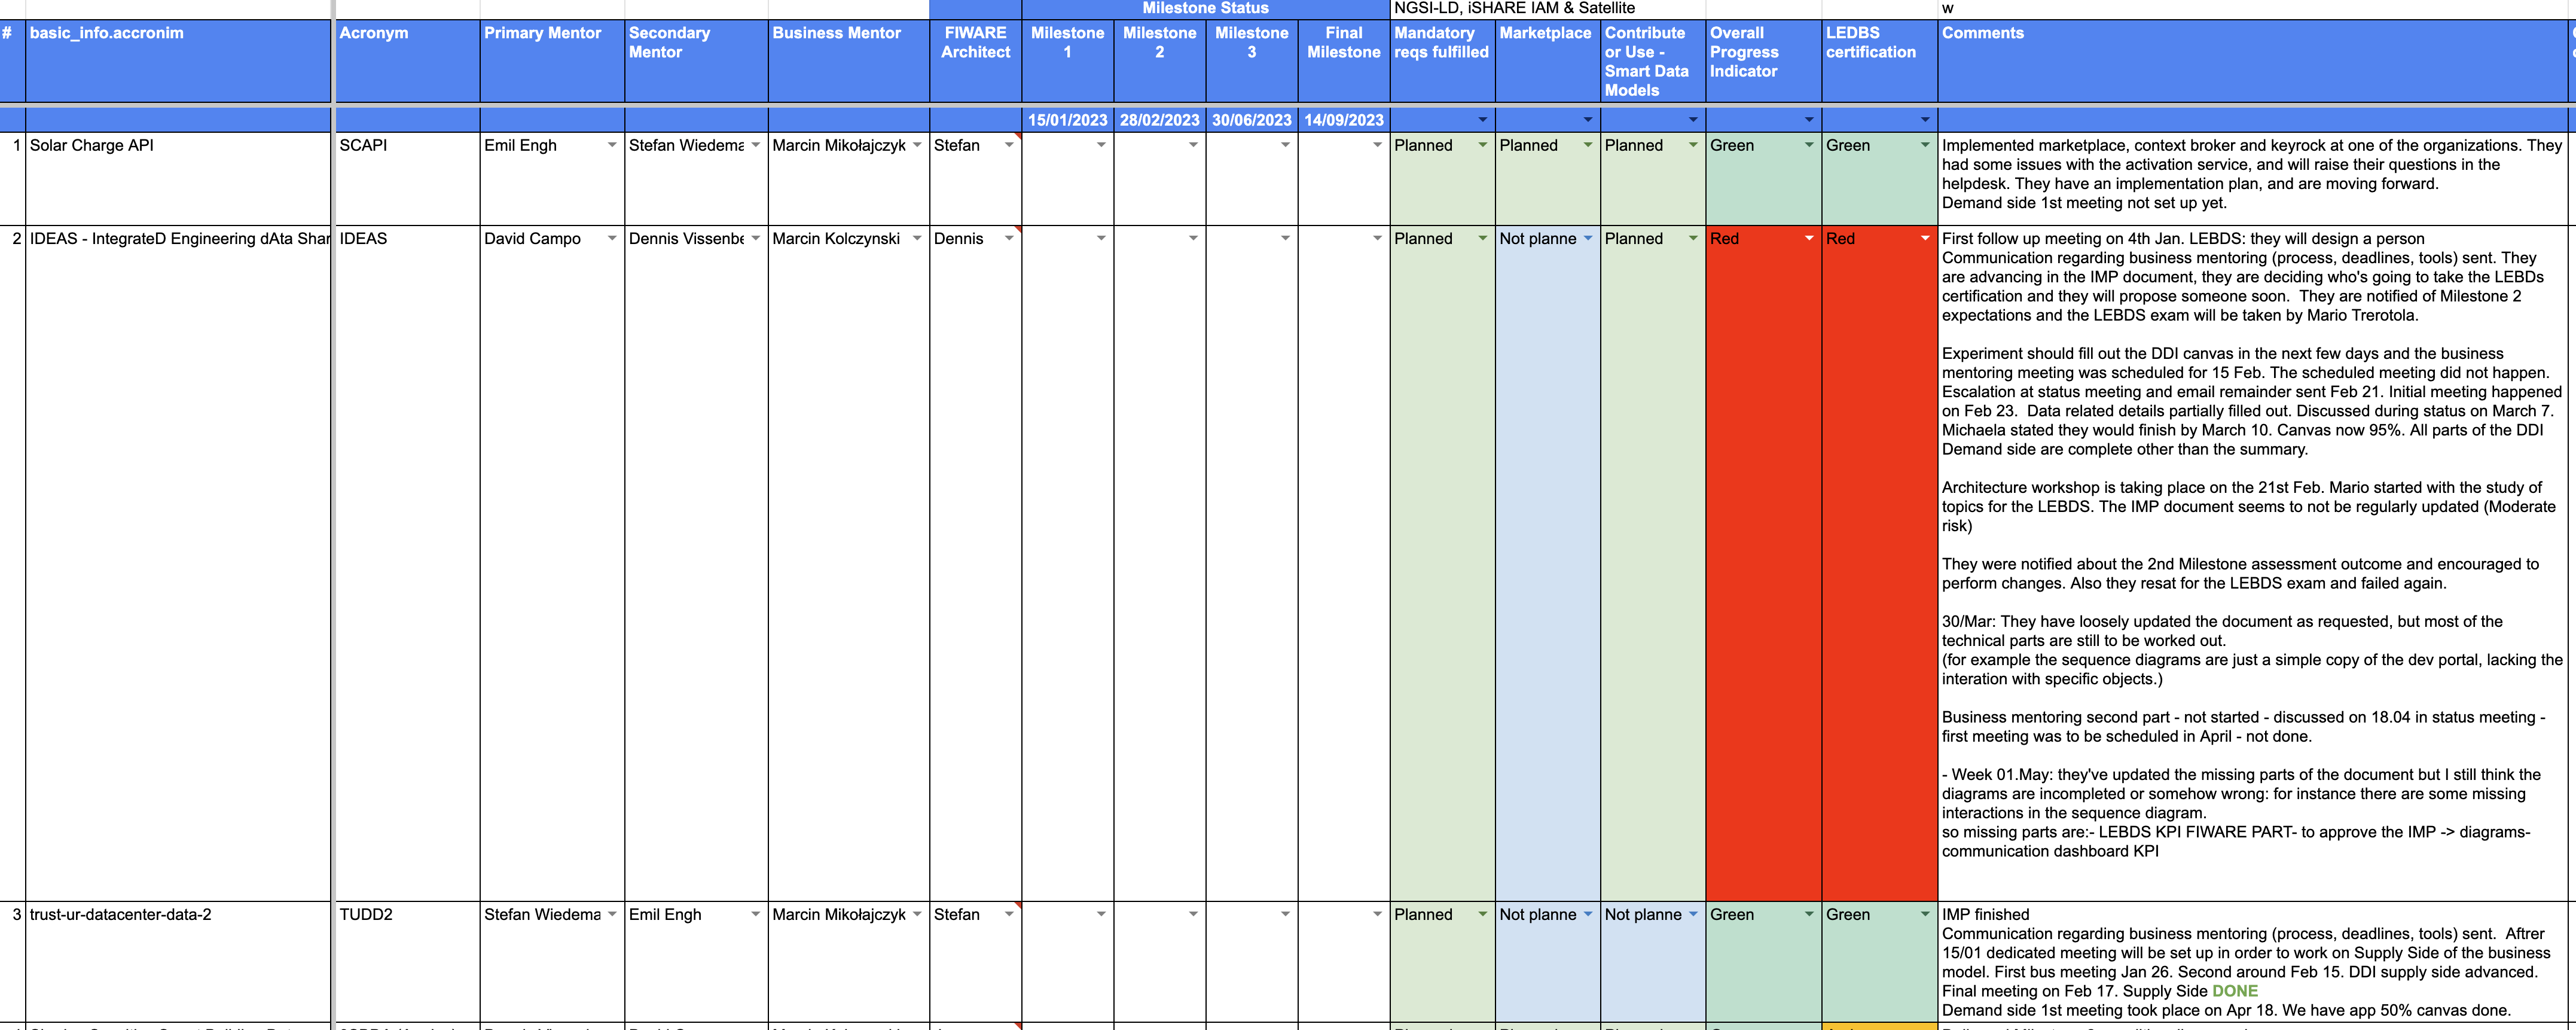 Milestone Status
NGSI-LD, iSHARE IAM & Satellite
w
#
basic_info.accronim
Acronym
Primary Mentor
Secondary
Mentor
Business Mentor
FIWARE
Architect
Milestone
1
Milestone
2
Milestone
3
Final
Milestone
Mandatory
reqs fulfilled
Marketplace
Contribute
or Use -
Smart Data
Models
Overall
Progress
Indicator
LEDBS
certification
Comments
15/01/2023
28/02/2023
30/06/2023
14/09/2023
1
Solar Charge API
SCAPI
Emil Engh
Stefan Wiedema
Marcin Mikołajczyk
Stefan
Planned
Planned
Planned
Green
Green
Implemented marketplace, context broker and keyrock at one of the organizations. They
had some issues with the activation service, and will raise their questions in the
helpdesk. They have an implementation plan, and are moving forward.
Demand side 1st meeting not set up yet.
2
IDEAS - IntegrateD Engineering dAta Shar
IDEAS
David Campo
Dennis Vissenbe
Marcin Kolczynski
Dennis
Planned
Not planne
Planned
Red
Red
First follow up meeting on 4th Jan. LEBDS: they will design a person
Communication regarding business mentoring (process, deadlines, tools) sent. They
are advancing in the IMP document, they are deciding who's going to take the LEBDs
certification and they will propose someone soon.  They are notified of Milestone 2
expectations and the LEBDS exam will be taken by Mario Trerotola.
Experiment should fill out the DDI canvas in the next few days and the business
mentoring meeting was scheduled for 15 Feb. The scheduled meeting did not happen.
Escalation at status meeting and email remainder sent Feb 21. Initial meeting happened
on Feb 23.  Data related details partially filled out. Discussed during status on March 7.
Michaela stated they would finish by March 10. Canvas now 95%. All parts of the DDI
Demand side are complete other than the summary.
Architecture workshop is taking place on the 21st Feb. Mario started with the study of
topics for the LEBDS. The IMP document seems to not be regularly updated (Moderate
risk)
They were notified about the 2nd Milestone assessment outcome and encouraged to
perform changes. Also they resat for the LEBDS exam and failed again.
30/Mar: They have loosely updated the document as requested, but most of the
technical parts are still to be worked out.
(for example the sequence diagrams are just a simple copy of the dev portal, lacking the
interation with specific objects.)
Business mentoring second part - not started - discussed on 18.04 in status meeting -
first meeting was to be scheduled in April - not done.
- Week 01.May: they've updated the missing parts of the document but I still think the
diagrams are incompleted or somehow wrong: for instance there are some missing
interactions in the sequence diagram.
so missing parts are:- LEBDS KPI FIWARE PART- to approve the IMP -> diagrams-
communication dashboard KPI
3
trust-ur-datacenter-data-2
TUDD2
Stefan Wiedema
Emil Engh
Marcin Mikołajczyk
Stefan
Planned
Not planne
Not planne
Green
Green
IMP finished
Communication regarding business mentoring (process, deadlines, tools) sent.  Aftrer
15/01 dedicated meeting will be set up in order to work on Supply Side of the business
model. First bus meeting Jan 26. Second around Feb 15. DDI supply side advanced.
Final meeting on Feb 17. Supply Side DONE
Demand side 1st meeting took place on Apr 18. We have app 50% canvas done.